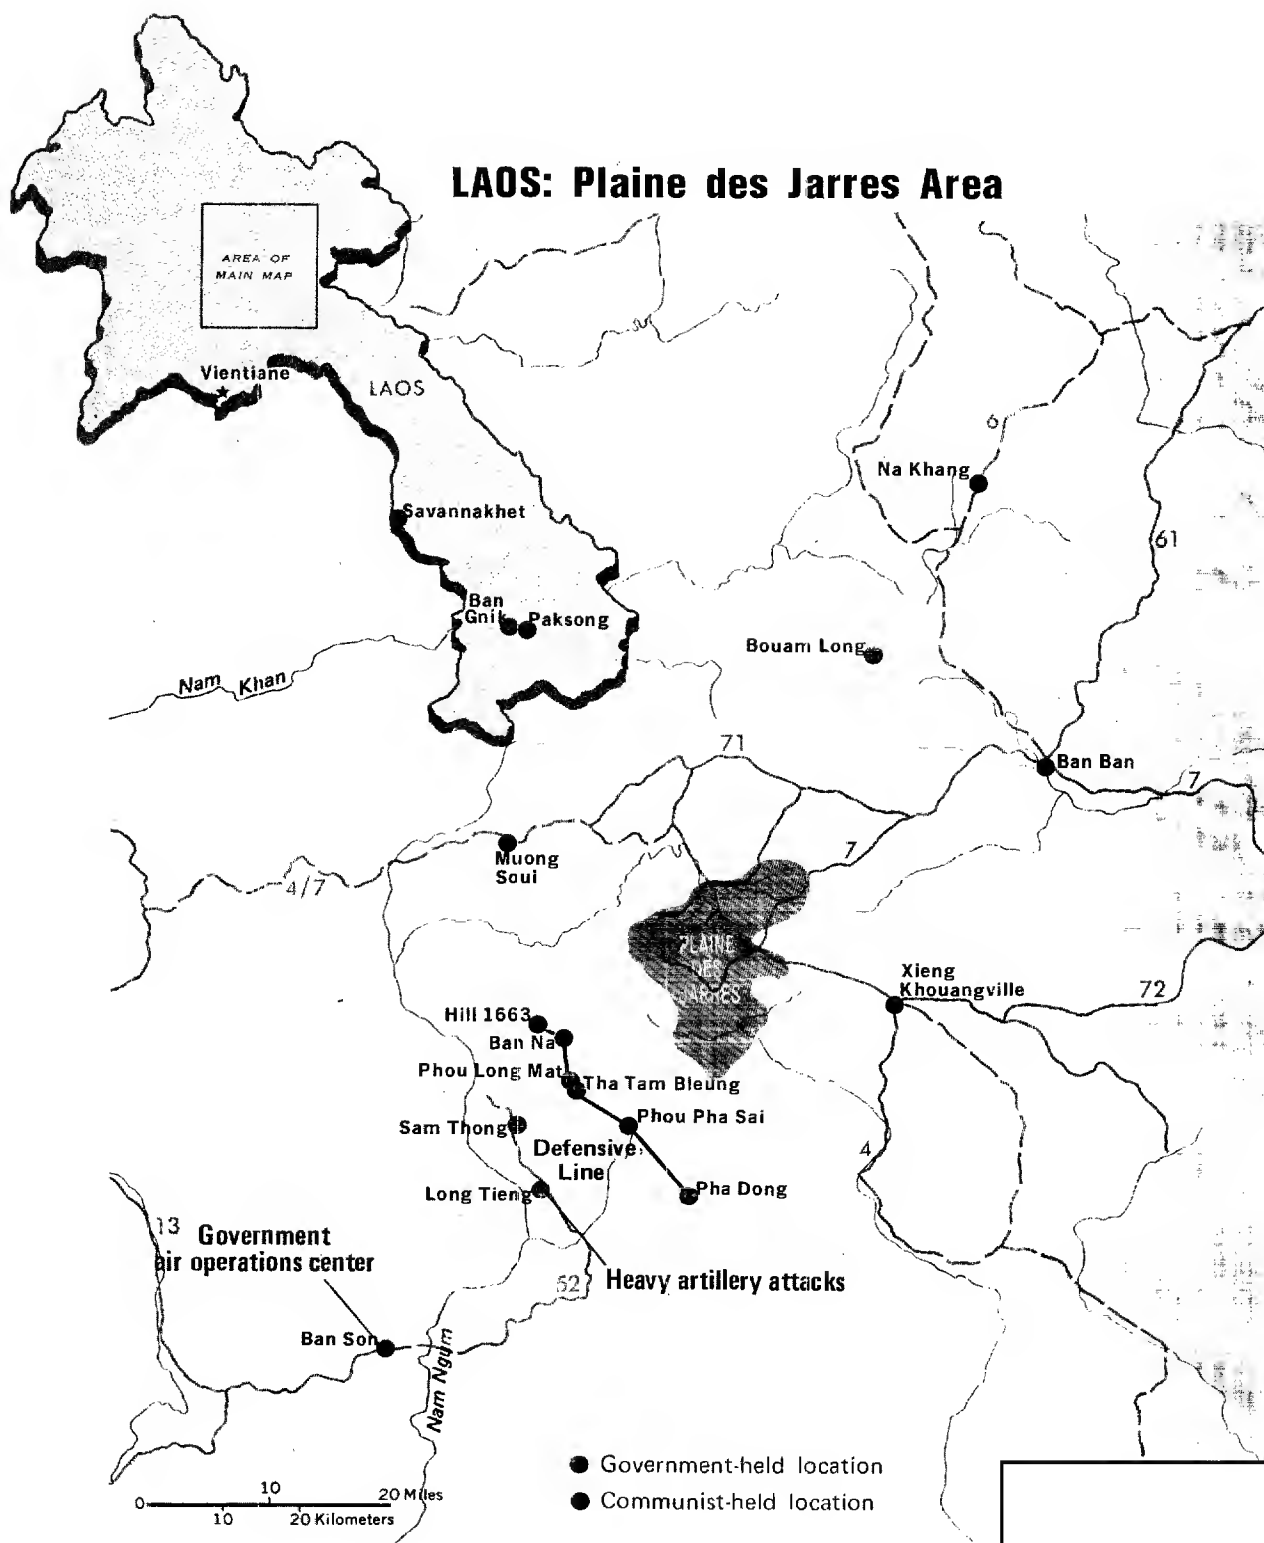 LAOS: Plaine des Jarres Area
AREA OF
MAIN MAP
Vientiane
LAOS
Savannakhet
Ban
Gnik
Paksong
6
Na Khang
61
Bouam Long
Nam Khan
71
Ban Ban
7
Muong
Soui
4/7
7
PLAINE
DES
JARRES
Xieng
Khouangville
72
Hill 1663
Ban Na
Phou Long Mat
Tha Tam Bleung
Sam Thong
Phou Pha Sai
Defensive
Line
4
Long Tieng
Pha Dong
13
Government
air operations center
52
Heavy artillery attacks
Ban Son
Nam Ngum
Government-held location
Communist-held location
0 10 20 Miles
10 20 Kilometers